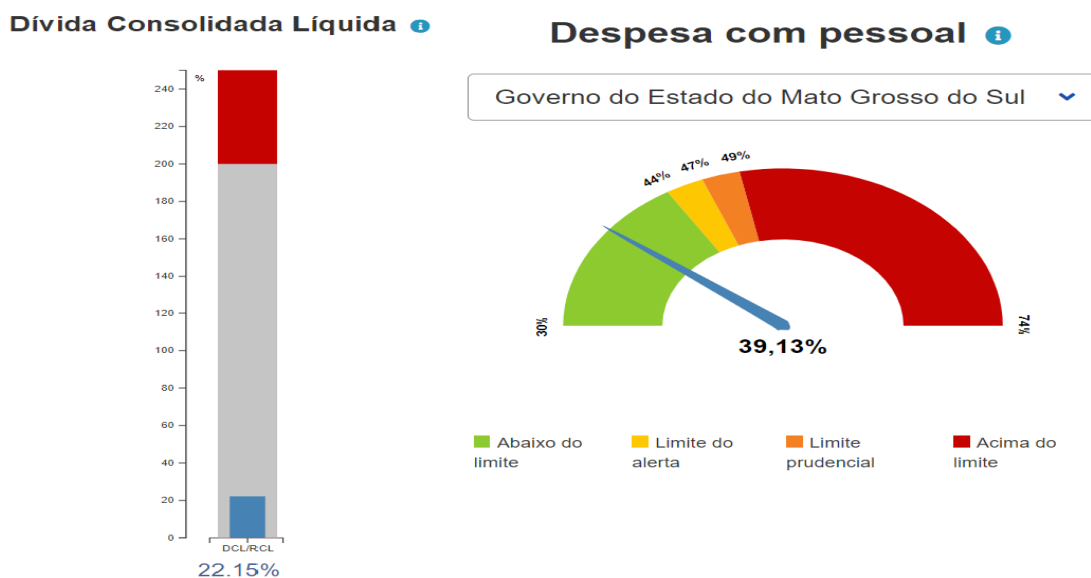 Dívida Consolidada Líquida
%
240
220
200
180
160
140
120
100
80
60
40
20
0
DCL/RCL
22.15%
Despesa com pessoal
Governo do Estado do Mato Grosso do Sul
30%
44%
47%
49%
74%
39,13%
Abaixo do
limite
Limite do
alerta
Limite
prudencial
Acima do
limite